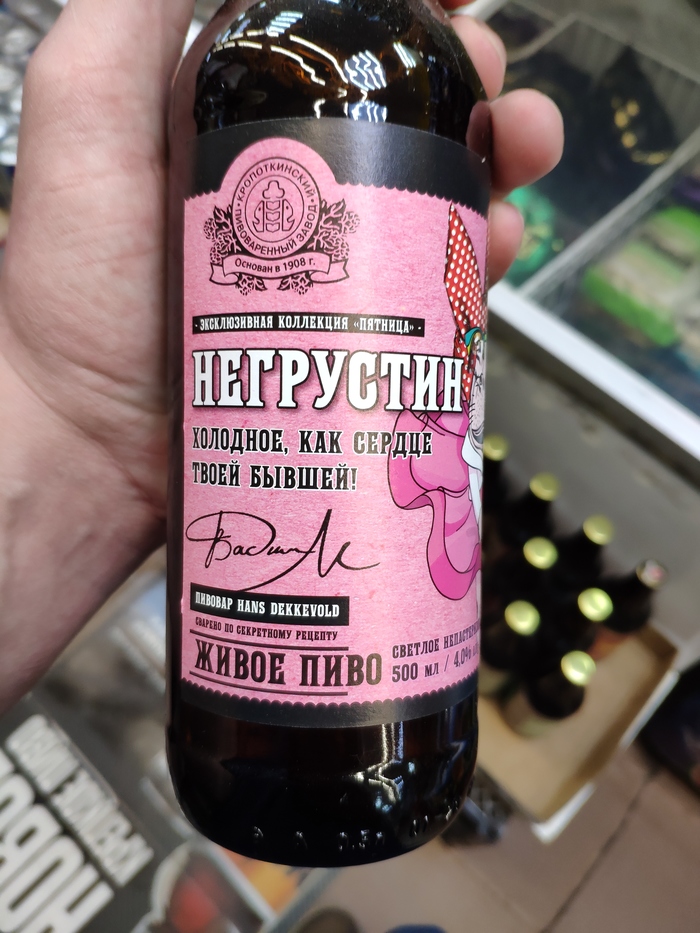 КРОПОТКИНСКИЙ
ПИВОВАРЕННЫЙ ЗАВОД
Основан в 1908 г.
· ЭКСКЛЮЗИВНАЯ КОЛЛЕКЦИЯ «ПЯТНИЦА» ·
НЕГРУСТИН
ХОЛОДНОЕ, КАК СЕРДЦЕ
ТВОЕЙ БЫВШЕЙ!
ПИВОВАР HANS DEKKEVOLD
СВАРЕНО ПО СЕКРЕТНОМУ РЕЦЕПТУ
ЖИВОЕ ПИВО
СВЕТЛОЕ
500 МЛ / 4,0%